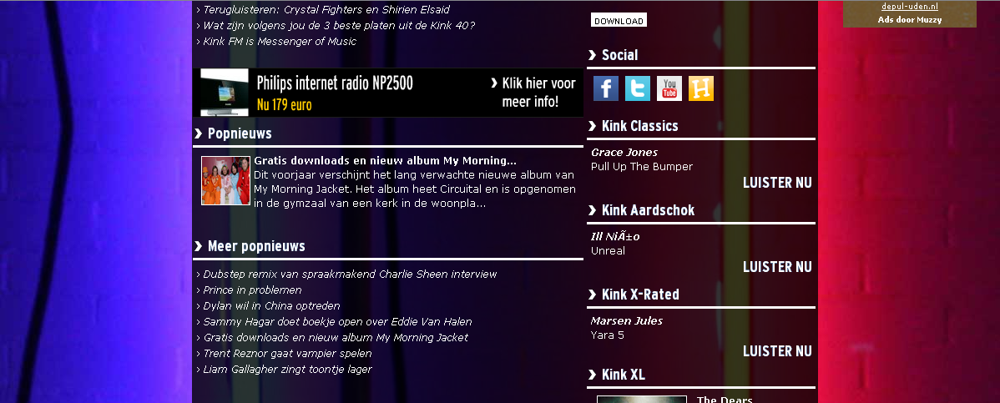 › Terugluisteren: Crystal Fighters en Shirien Elsaid
› Wat zijn volgens jou de 3 beste platen uit de Kink 40?
› Kink FM is Messenger of Music
Philips internet radio NP2500
Nu 179 euro
❯ Klik hier voor
meer info!
❯ Popnieuws
Gratis downloads en nieuw album My Morning...
Dit voorjaar verschijnt het lang verwachte nieuwe album van
My Morning Jacket. Het album heet Circuital en is opgenomen
in de gymzaal van een kerk in de woonpla...
❯ Meer popnieuws
› Dubstep remix van spraakmakend Charlie Sheen interview
› Prince in problemen
› Dylan wil in China optreden
› Sammy Hagar doet boekje open over Eddie Van Halen
› Gratis downloads en nieuw album My Morning Jacket
› Trent Reznor gaat vampier spelen
› Liam Gallagher zingt toontje lager
DOWNLOAD
❯ Social
f t You Tube H
❯ Kink Classics
Grace Jones
Pull Up The Bumper
LUISTER NU
❯ Kink Aardschok
Ill NiÃ±o
Unreal
LUISTER NU
❯ Kink X-Rated
Marsen Jules
Yara 5
LUISTER NU
❯ Kink XL
The Dears
depul-uden.nl
Ads door Muzzy